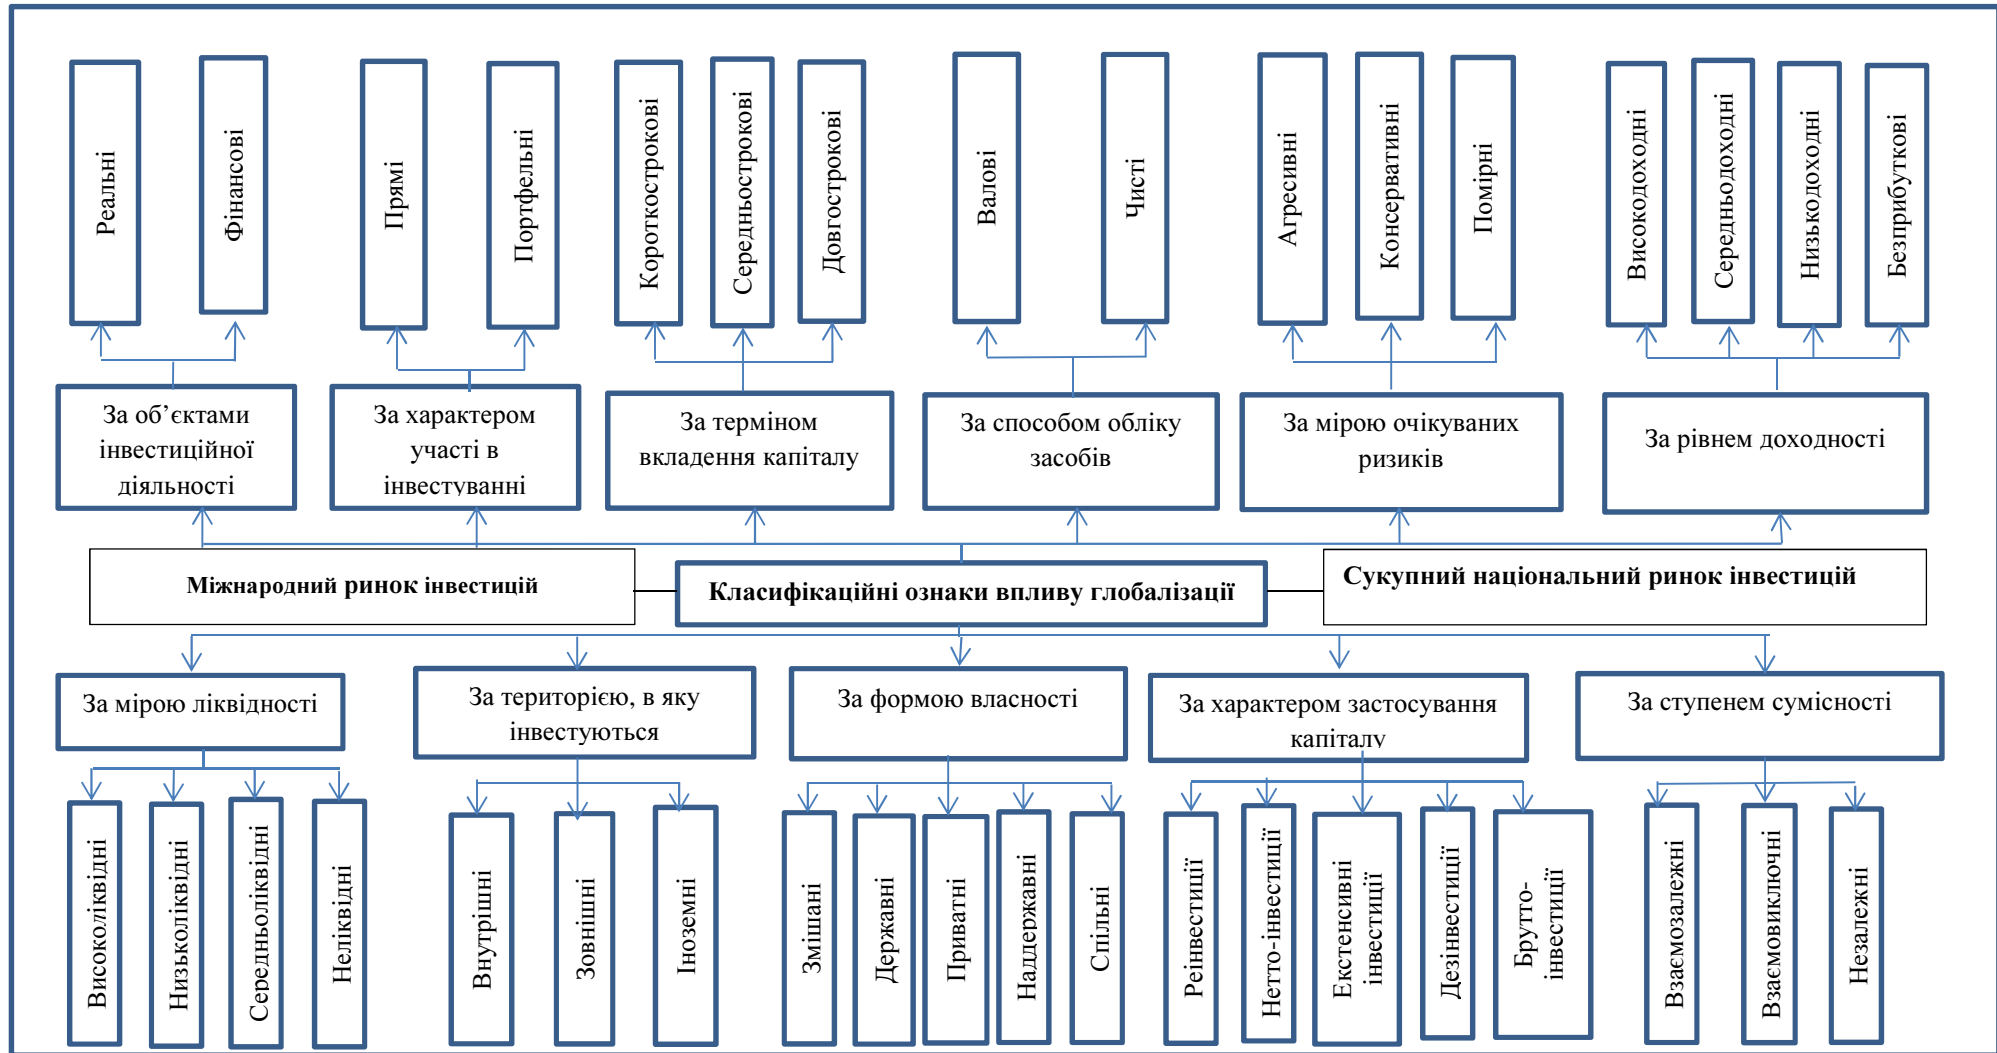 Реальні
Фінансові
Прямі
Портфельні
Короткострокові
Середньострокові
Довгострокові
Валові
Чисті
Агресивні
Консервативні
Помірні
Високодоходні
Середньодоходні
Низькодоходні
Безприбуткові
За об’єктами
інвестиційної
діяльності
За характером
участі в
інвестуванні
За терміном
вкладення капіталу
За способом обліку
засобів
За мірою очікуваних
ризиків
За рівнем доходності
Міжнародний ринок інвестицій
Класифікаційні ознаки впливу глобалізації
Сукупний національний ринок інвестицій
За мірою ліквідності
За територією, в яку
інвестуються
За формою власності
За характером застосування
капіталу
За ступенем сумісності
Високоліквідні
Низьколіквідні
Середньоліквідні
Неліквідні
Внутрішні
Зовнішні
Іноземні
Змішані
Державні
Приватні
Наддержавні
Спільні
Реінвестиції
Нетто-інвестиції
Екстенсивні
інвестиції
Дезінвестиції
Брутто-
інвестиції
Взаємозалежні
Взаємовиключні
Незалежні